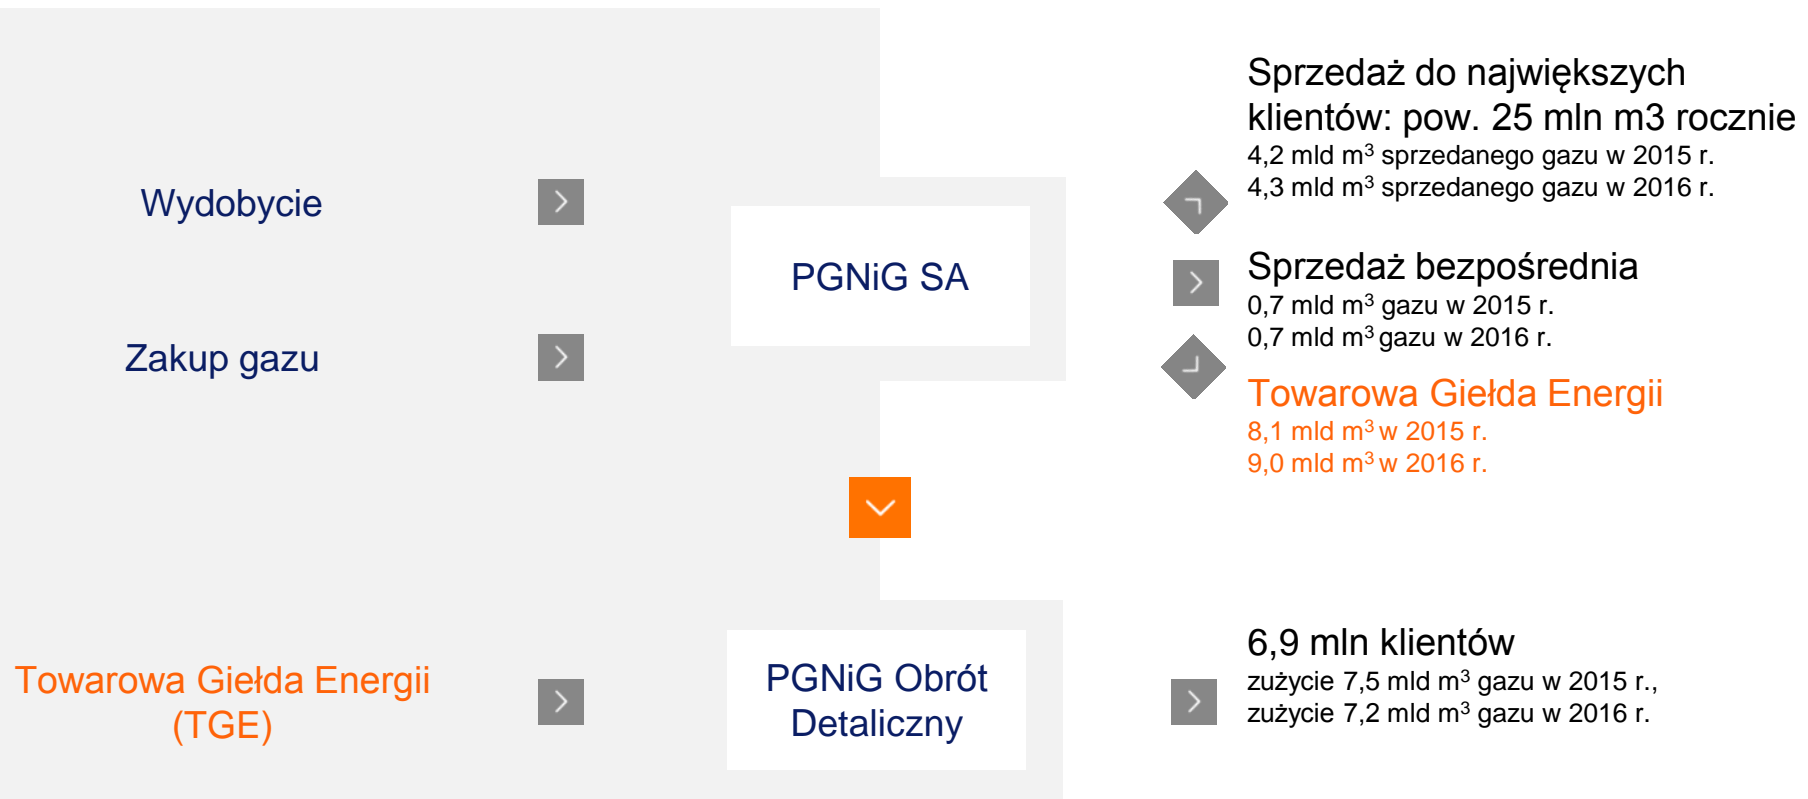 Wydobycie
Zakup gazu
Towarowa Giełda Energii
(TGE)
PGNiG SA
PGNiG Obrót
Detaliczny
Sprzedaż do największych
klientów: pow. 25 mln m3 rocznie
4,2 mld m³ sprzedanego gazu w 2015 r.
4,3 mld m³ sprzedanego gazu w 2016 r.
Sprzedaż bezpośrednia
0,7 mld m³ gazu w 2015 r.
0,7 mld m³ gazu w 2016 r.
Towarowa Giełda Energii
8,1 mld m³ w 2015 r.
9,0 mld m³ w 2016 r.
6,9 mln klientów
zużycie 7,5 mld m³ gazu w 2015 r.,
zużycie 7,2 mld m³ gazu w 2016 r.